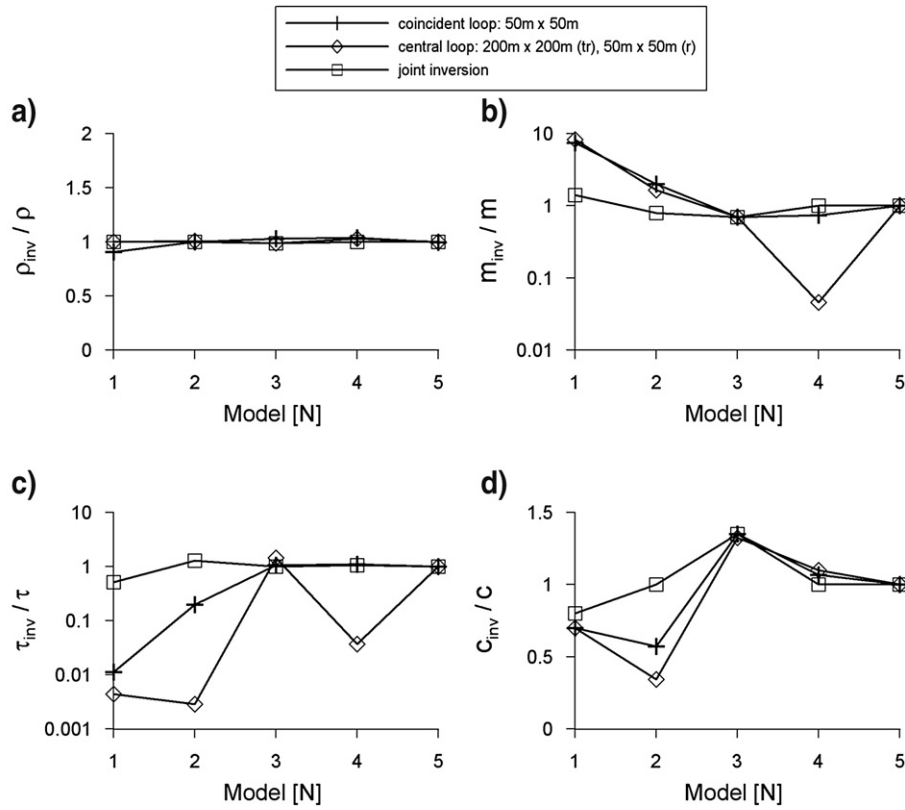 coincident loop: 50m x 50m
central loop: 200m x 200m (tr), 50m x 50m (r)
joint inversion
a)
2
1.5
1
0.5
0
ρinv / ρ
1 2 3 4 5
Model [N]
b)
10
1
0.1
0.01
minv / m
1 2 3 4 5
Model [N]
c)
10
1
0.1
0.01
0.001
τinv / τ
1 2 3 4 5
Model [N]
d)
1.5
1
0.5
0
cinv / c
1 2 3 4 5
Model [N]